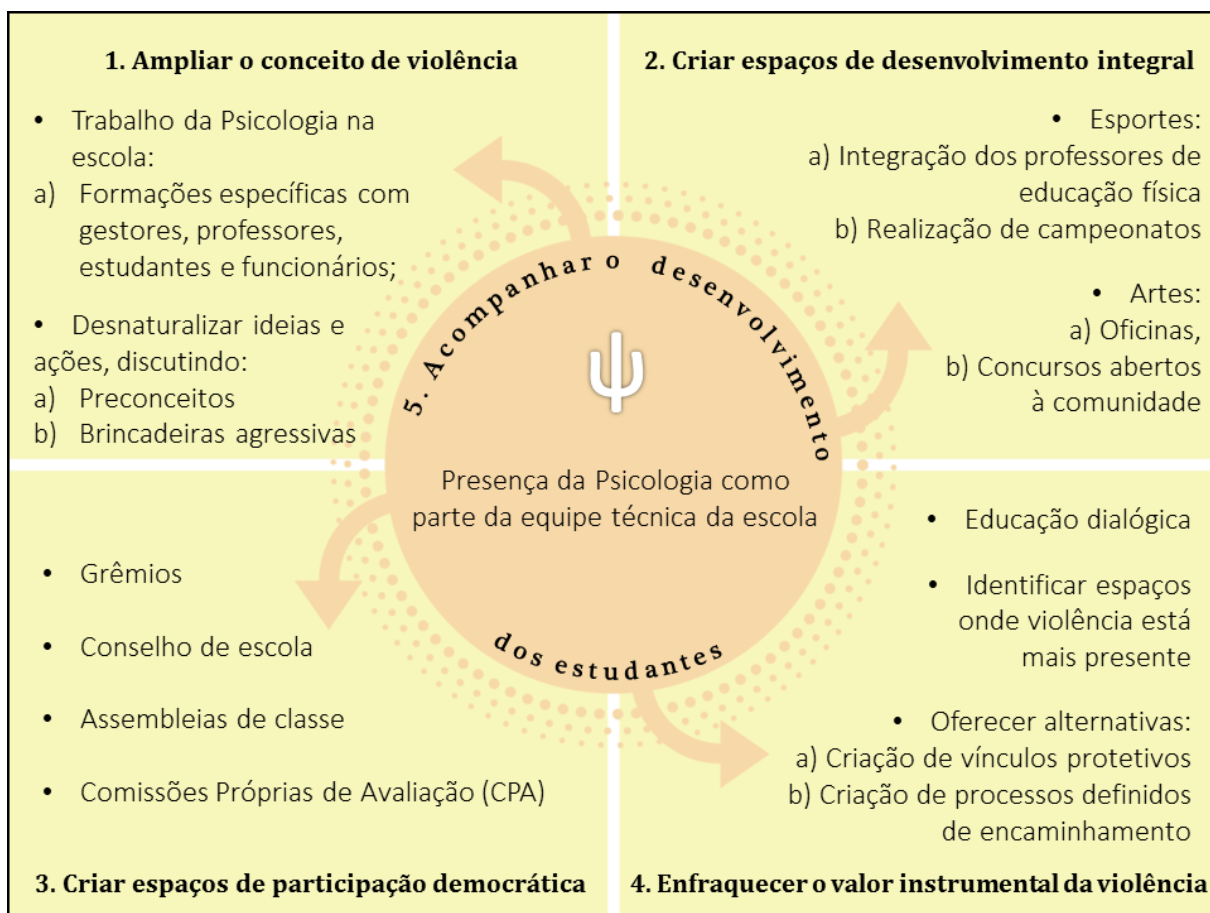 1. Ampliar o conceito de violência
• Trabalho da Psicologia na
escola:
a) Formações específicas com
gestores, professores,
estudantes e funcionários;
• Desnaturalizar ideias e
ações, discutindo:
a) Preconceitos
b) Brincadeiras agressivas
2. Criar espaços de desenvolvimento integral
• Esportes:
a) Integração dos professores de
educação física
b) Realização de campeonatos
• Artes:
a) Oficinas,
b) Concursos abertos
à comunidade
5. Acompanhar o desenvolvimento
ψ
Presença da Psicologia como
parte da equipe técnica da escola
dos estudantes
• Grêmios
• Conselho de escola
• Assembleias de classe
• Comissões Próprias de Avaliação (CPA)
3. Criar espaços de participação democrática
• Educação dialógica
• Identificar espaços
onde violência está
mais presente
• Oferecer alternativas:
a) Criação de vínculos protetivos
b) Criação de processos definidos
de encaminhamento
4. Enfraquecer o valor instrumental da violência